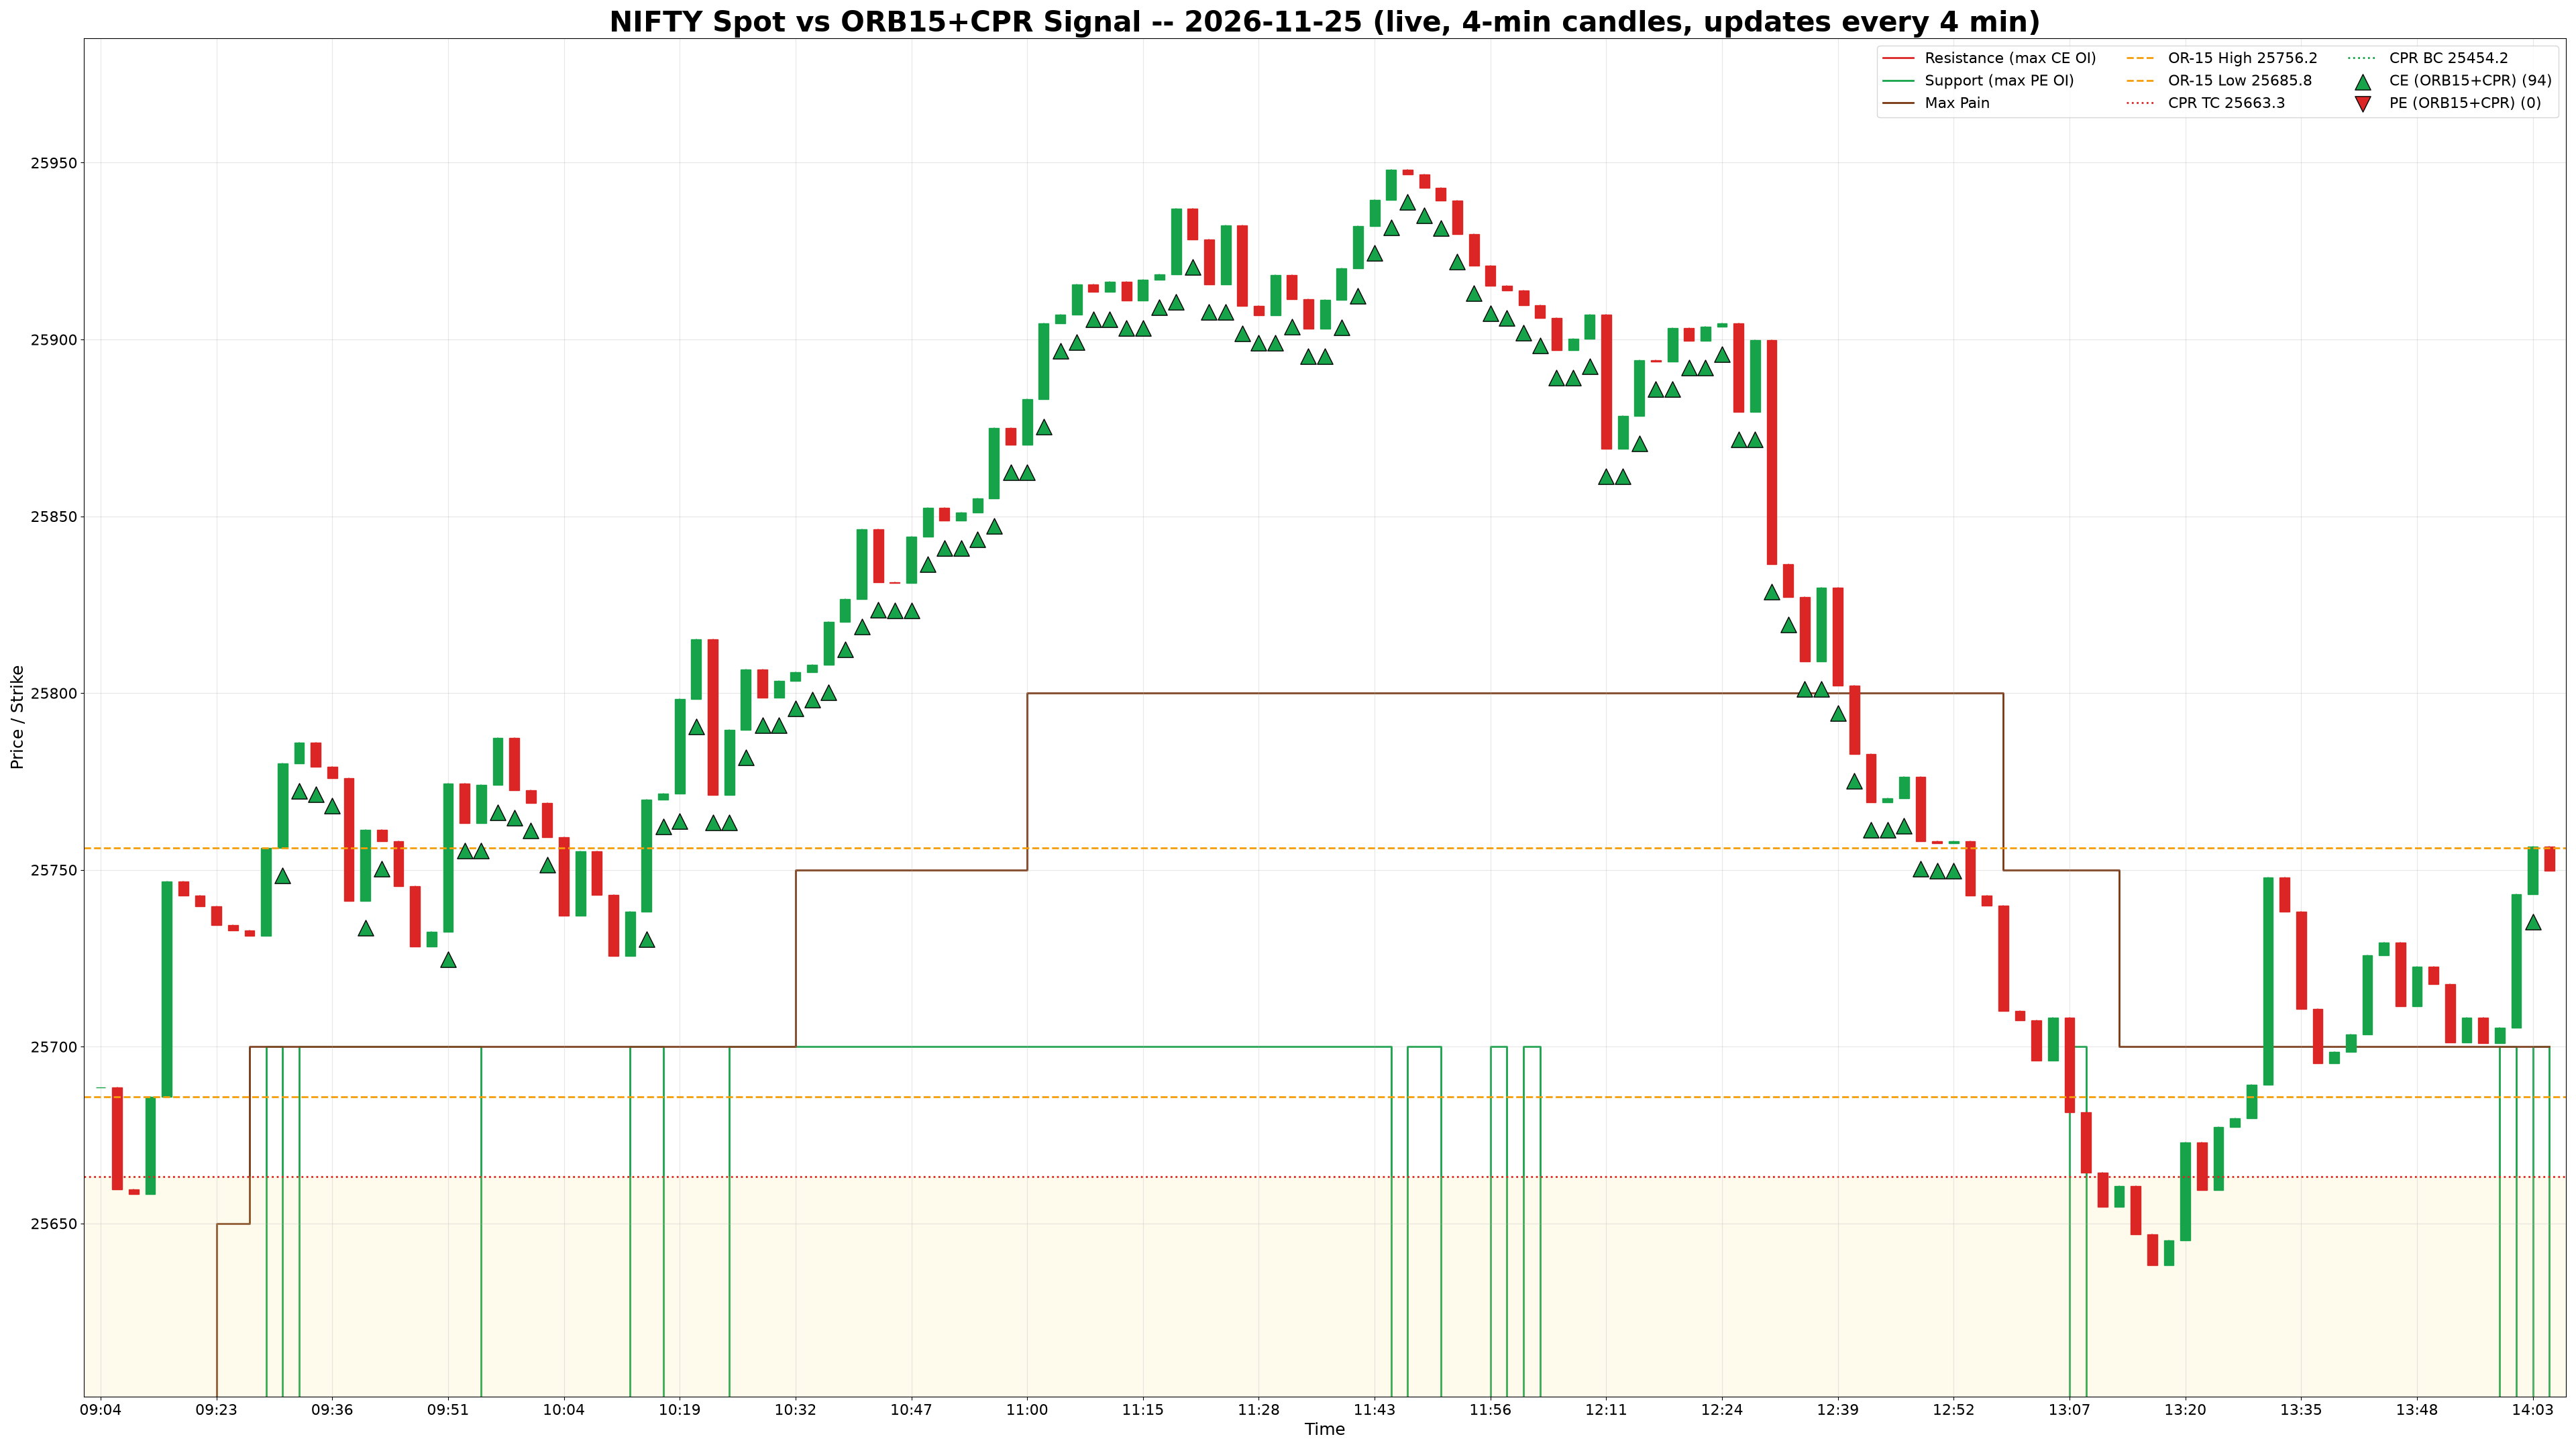 NIFTY Spot vs ORB15+CPR Signal -- 2026-11-25 (live, 4-min candles, updates every 4 min)
Resistance (max CE OI)
Support (max PE OI)
Max Pain
OR-15 High 25756.2
OR-15 Low 25685.8
CPR TC 25663.3
CPR BC 25454.2
CE (ORB15+CPR) (94)
PE (ORB15+CPR) (0)
Price / Strike
25950
25900
25850
25800
25750
25700
25650
09:04 09:23 09:36 09:51 10:04 10:19 10:32 10:47 11:00 11:15 11:28 11:43 11:56 12:11 12:24 12:39 12:52 13:07 13:20 13:35 13:48 14:03
Time